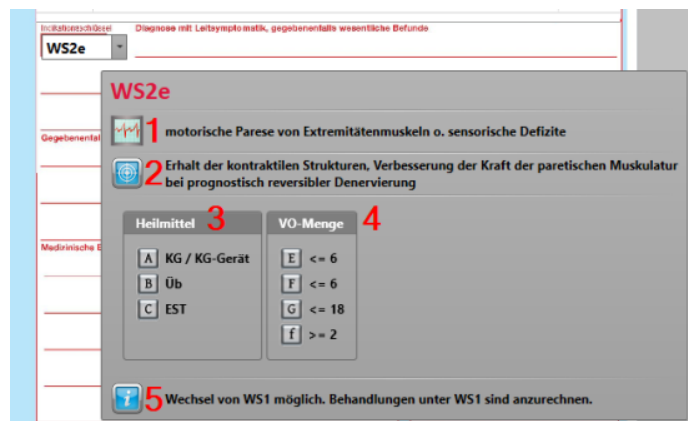 Indikationsschlüssel
Diagnose mit Leitsymptomatik, gegebenenfalls wesentliche Befunde
WS2e
WS2e
1 motorische Parese von Extremitätenmuskeln o. sensorische Defizite
Gegebenenfal
2 Erhalt der kontraktilen Strukturen, Verbesserung der Kraft der paretischen Muskulatur
bei prognostisch reversibler Denervierung
Heilmittel 3
A KG / KG-Gerät
B Üb
C EST
VO-Menge 4
E <= 6
F <= 6
G <= 18
f >= 2
Medizinische B
5 Wechsel von WS1 möglich. Behandlungen unter WS1 sind anzurechnen.